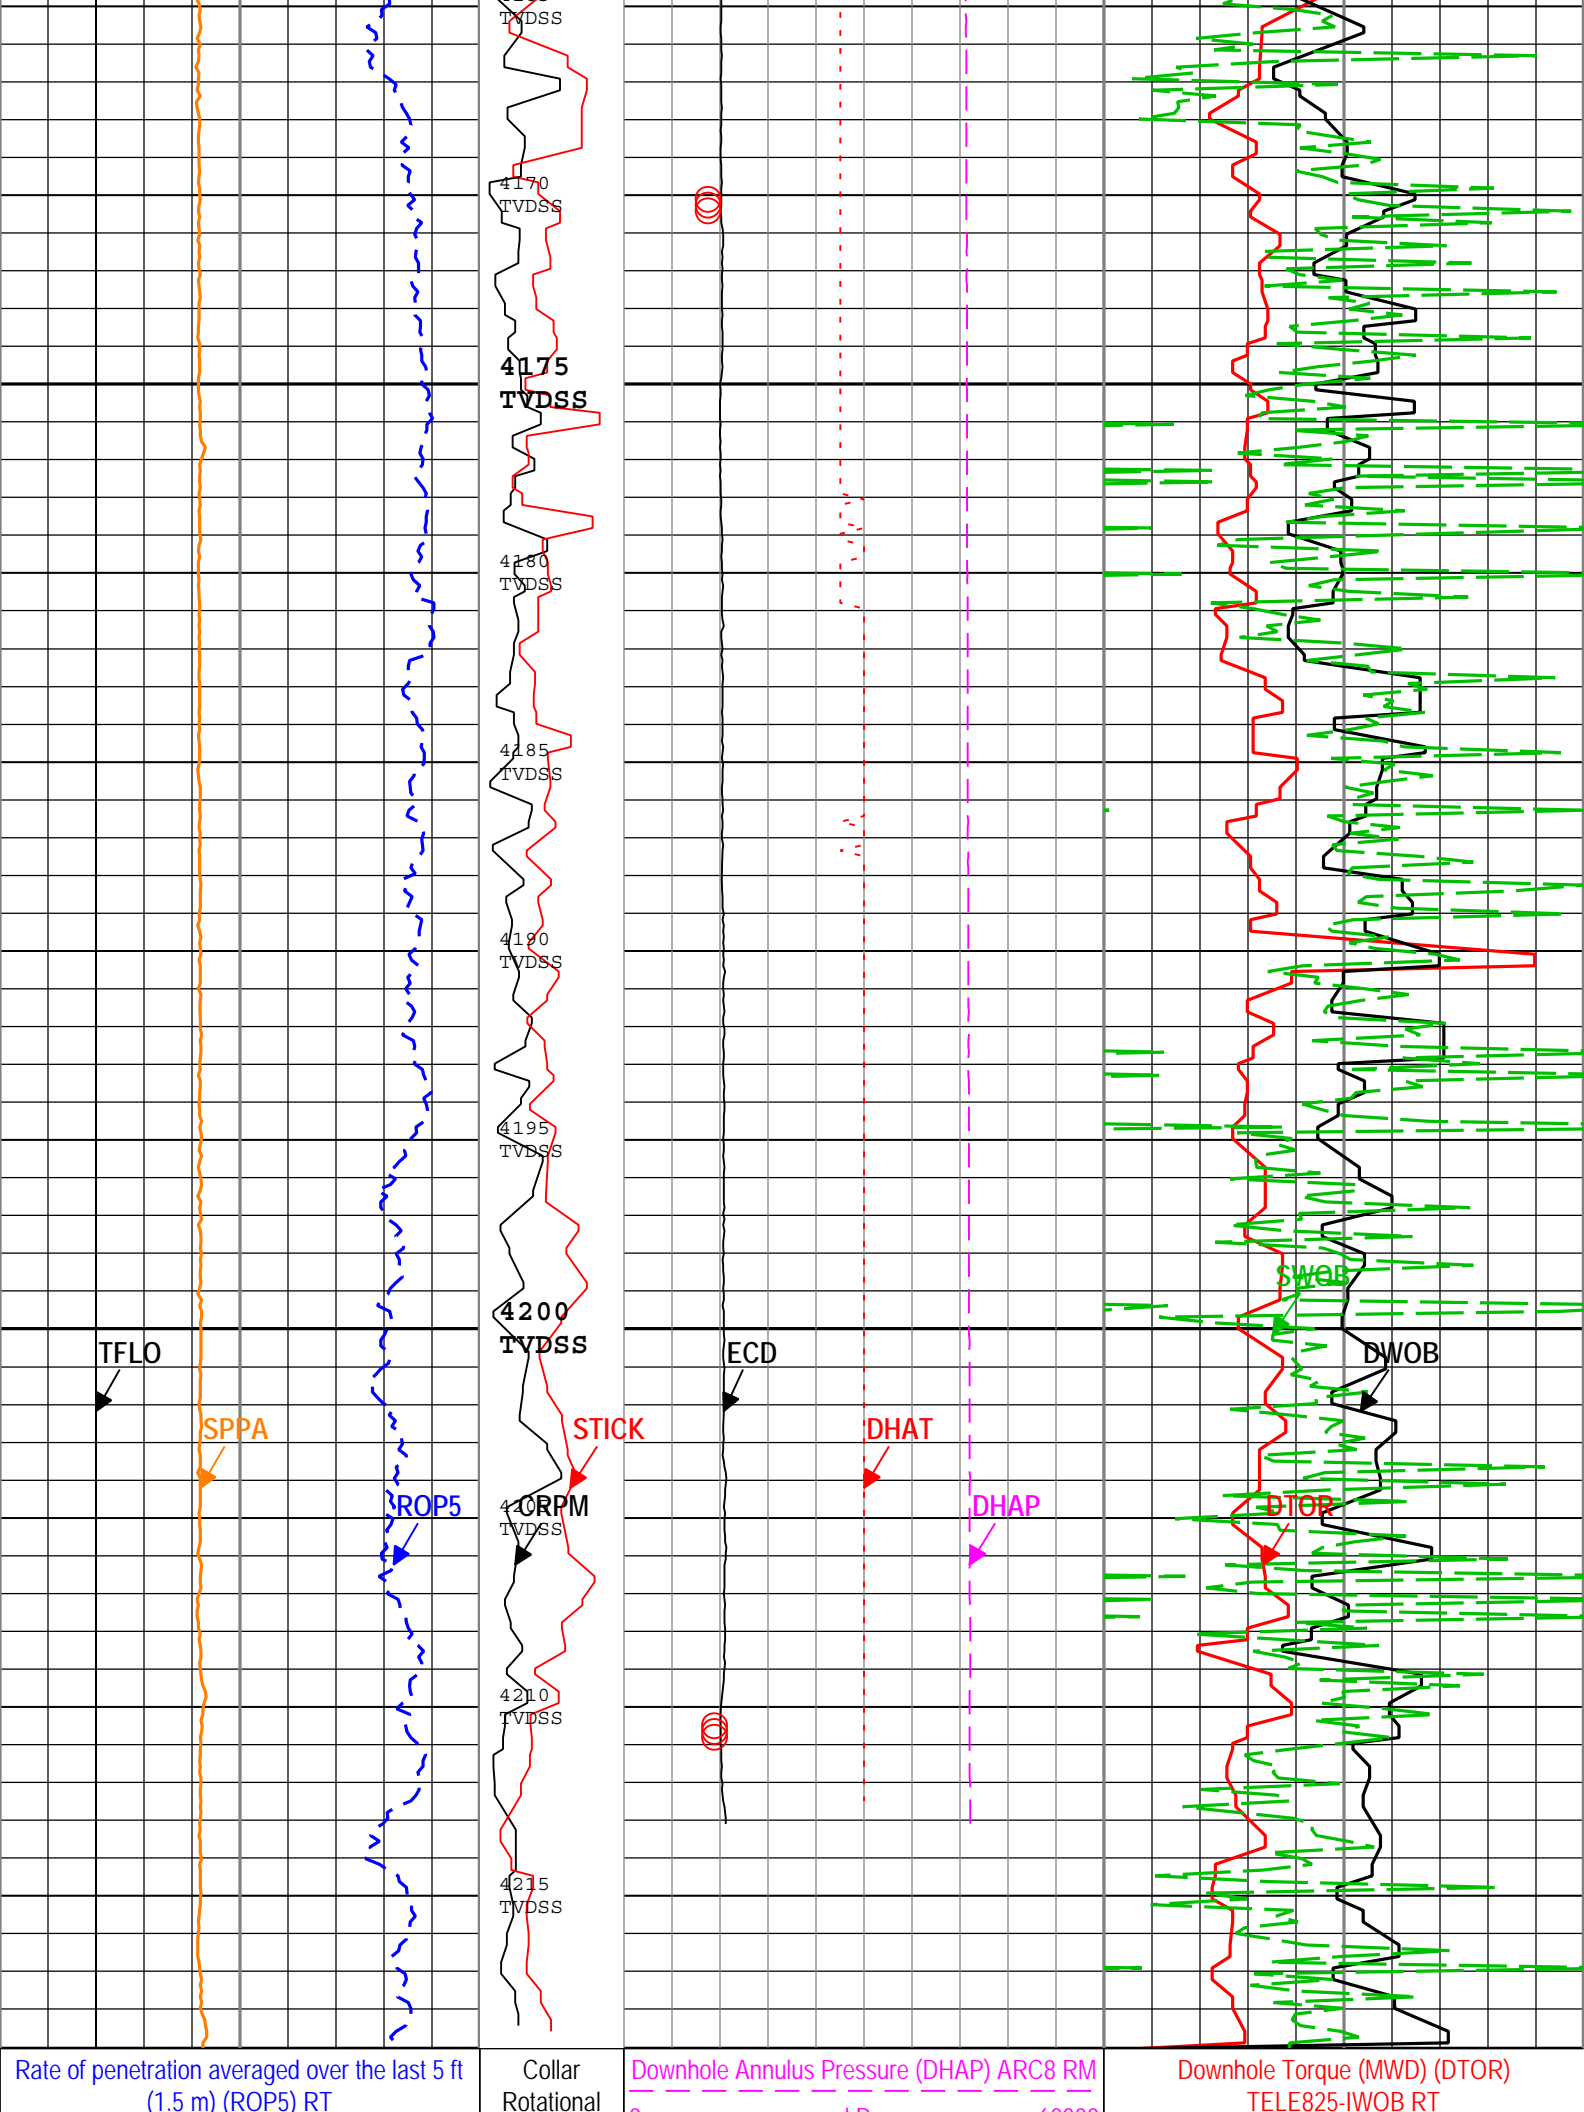 TVDSS
4170
TVDSS
4175
TVDSS
4180
TVDSS
4185
TVDSS
4190
TVDSS
4195
TVDSS
SWOB
4200
TVDSS
TFLO
ECD
DWOB
SPPA
STICK
DHAT
ROP5
CRPM
DHAP
DTOR
TVDSS
4210
TVDSS
4215
TVDSS
Rate of penetration averaged over the last 5 ft
(1.5 m) (ROP5) RT
Collar
Rotational
Downhole Annulus Pressure (DHAP) ARC8 RM
Downhole Torque (MWD) (DTOR)
TELE825-IWOB RT